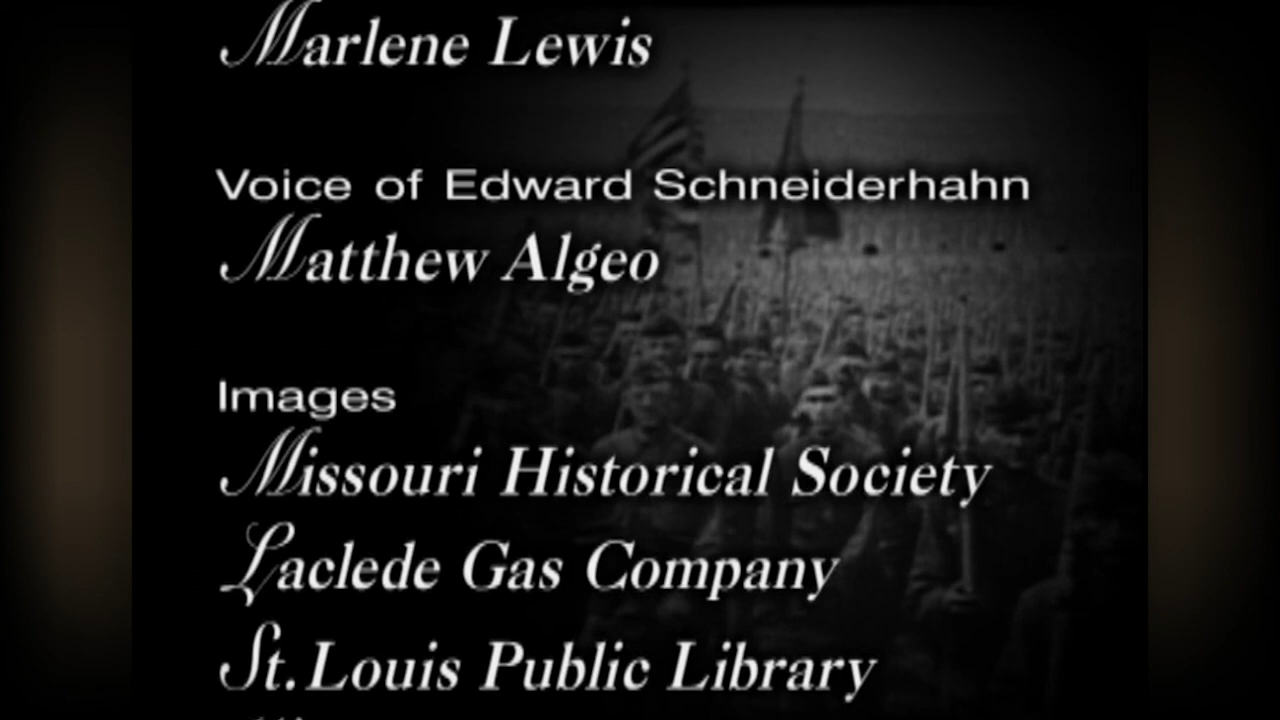 Marlene Lewis
Voice of Edward Schneiderhahn
Matthew Algeo
Images
Missouri Historical Society
Laclede Gas Company
St. Louis Public Library